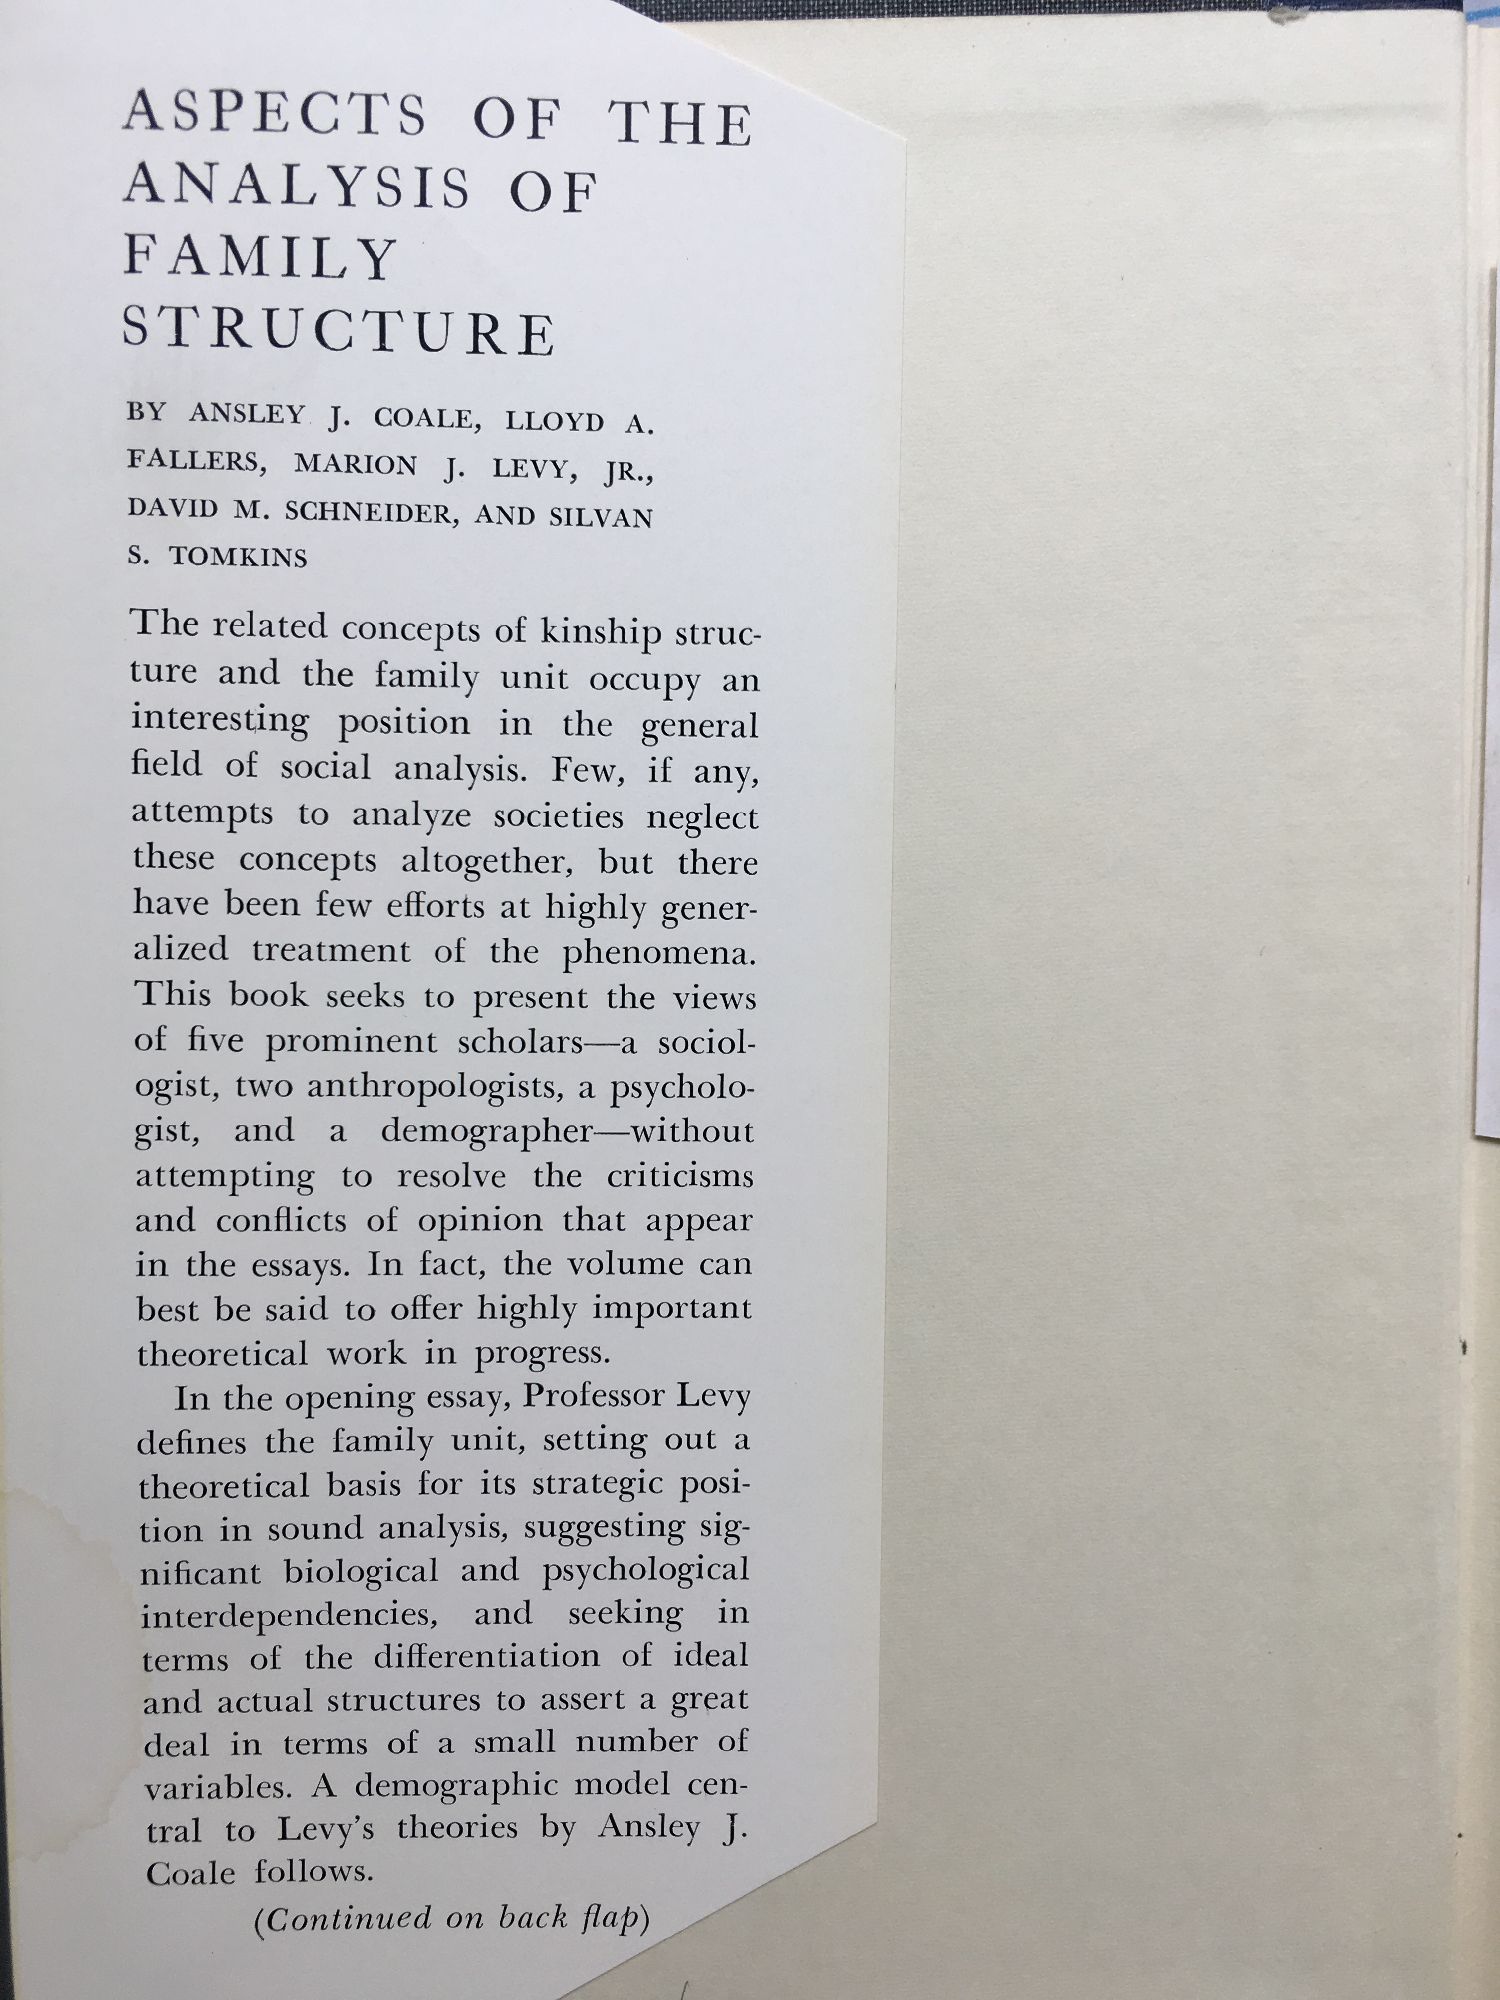 ASPECTS OF THE
ANALYSIS OF
FAMILY
STRUCTURE
BY ANSLEY J. COALE, LLOYD A.
FALLERS, MARION J. LEVY, JR.,
DAVID M. SCHNEIDER, AND SILVAN
S. TOMKINS
The related concepts of kinship struc-
ture and the family unit occupy an
interesting position in the general
field of social analysis. Few, if any,
attempts to analyze societies neglect
these concepts altogether, but there
have been few efforts at highly gener-
alized treatment of the phenomena.
This book seeks to present the views
of five prominent scholars—a sociol-
ogist, two anthropologists, a psycholo-
gist, and a demographer—without
attempting to resolve the criticisms
and conflicts of opinion that appear
in the essays. In fact, the volume can
best be said to offer highly important
theoretical work in progress.
In the opening essay, Professor Levy
defines the family unit, setting out a
theoretical basis for its strategic posi-
tion in sound analysis, suggesting sig-
nificant biological and psychological
interdependencies, and seeking in
terms of the differentiation of ideal
and actual structures to assert a great
deal in terms of a small number of
variables. A demographic model cen-
tral to Levy's theories by Ansley J.
Coale follows.
(Continued on back flap)